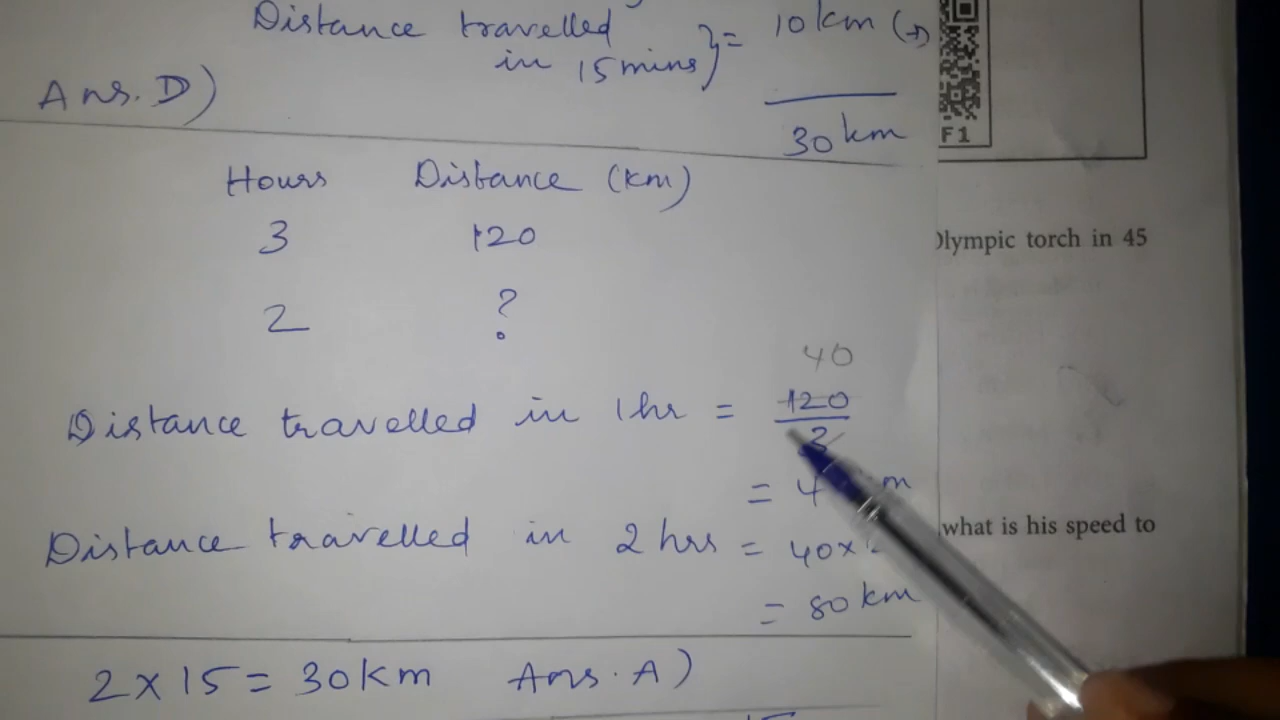 Distance travelled
in 15 mins } = 10 km (→)
Ans. D)
30 km
F1
Hours Distance (km)
3 120
2 ?
Olympic torch in 45
40
Distance travelled in 1 hr = 120
3
= 4 m
Distance travelled in 2 hrs = 40×
what is his speed to
= 80 km
2 × 15 = 30 km Ans. A)